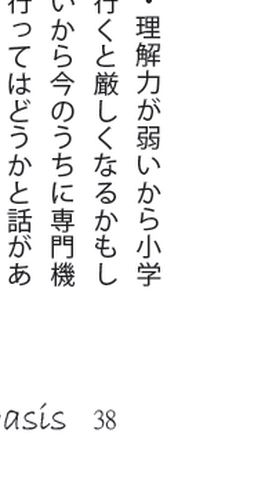 ・理解力が弱いから小学
行くと厳しくなるかもし
いから今のうちに専門機
行ってはどうかと話があ
asis 38